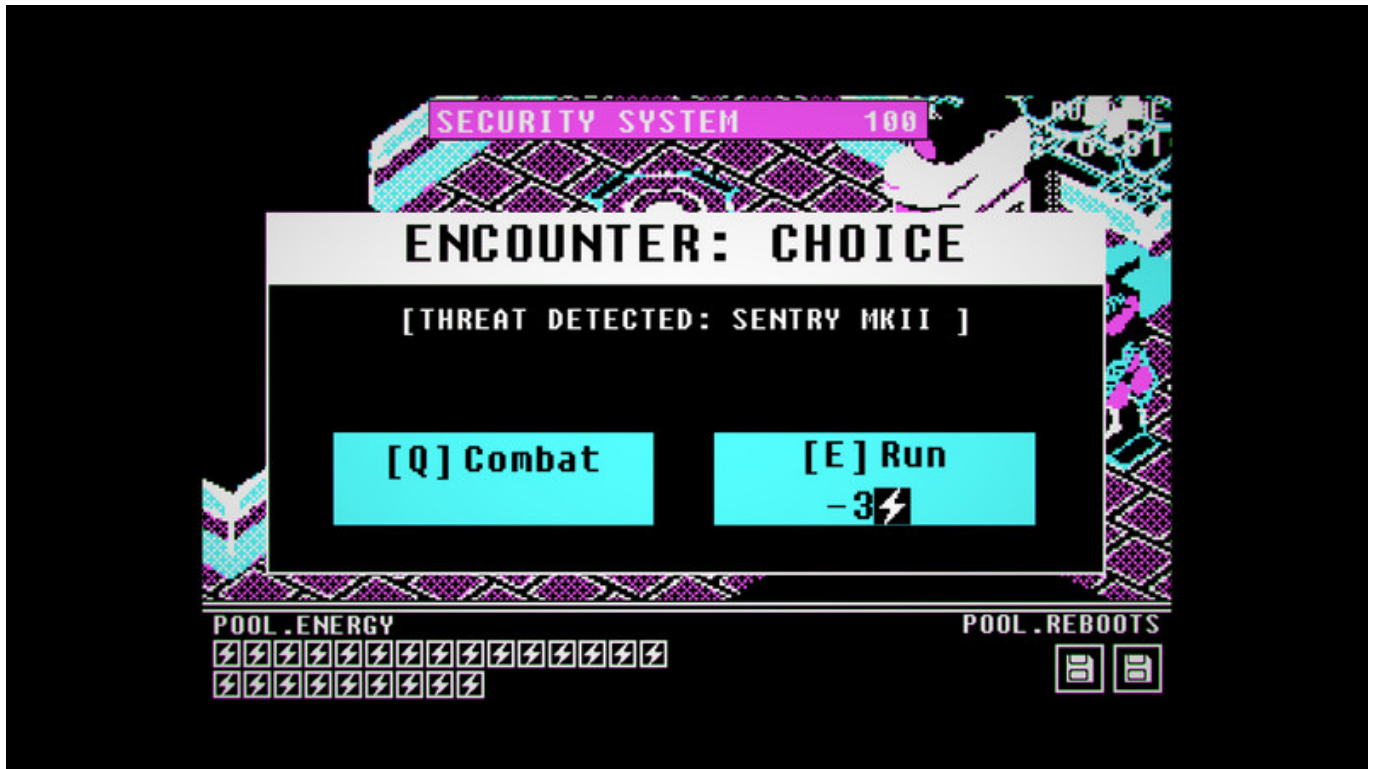 SECURITY SYSTEM 100
ENCOUNTER: CHOICE
[THREAT DETECTED: SENTRY MKII ]
[Q] Combat
[E] Run
-3
POOL.ENERGY
POOL.REBOOTS